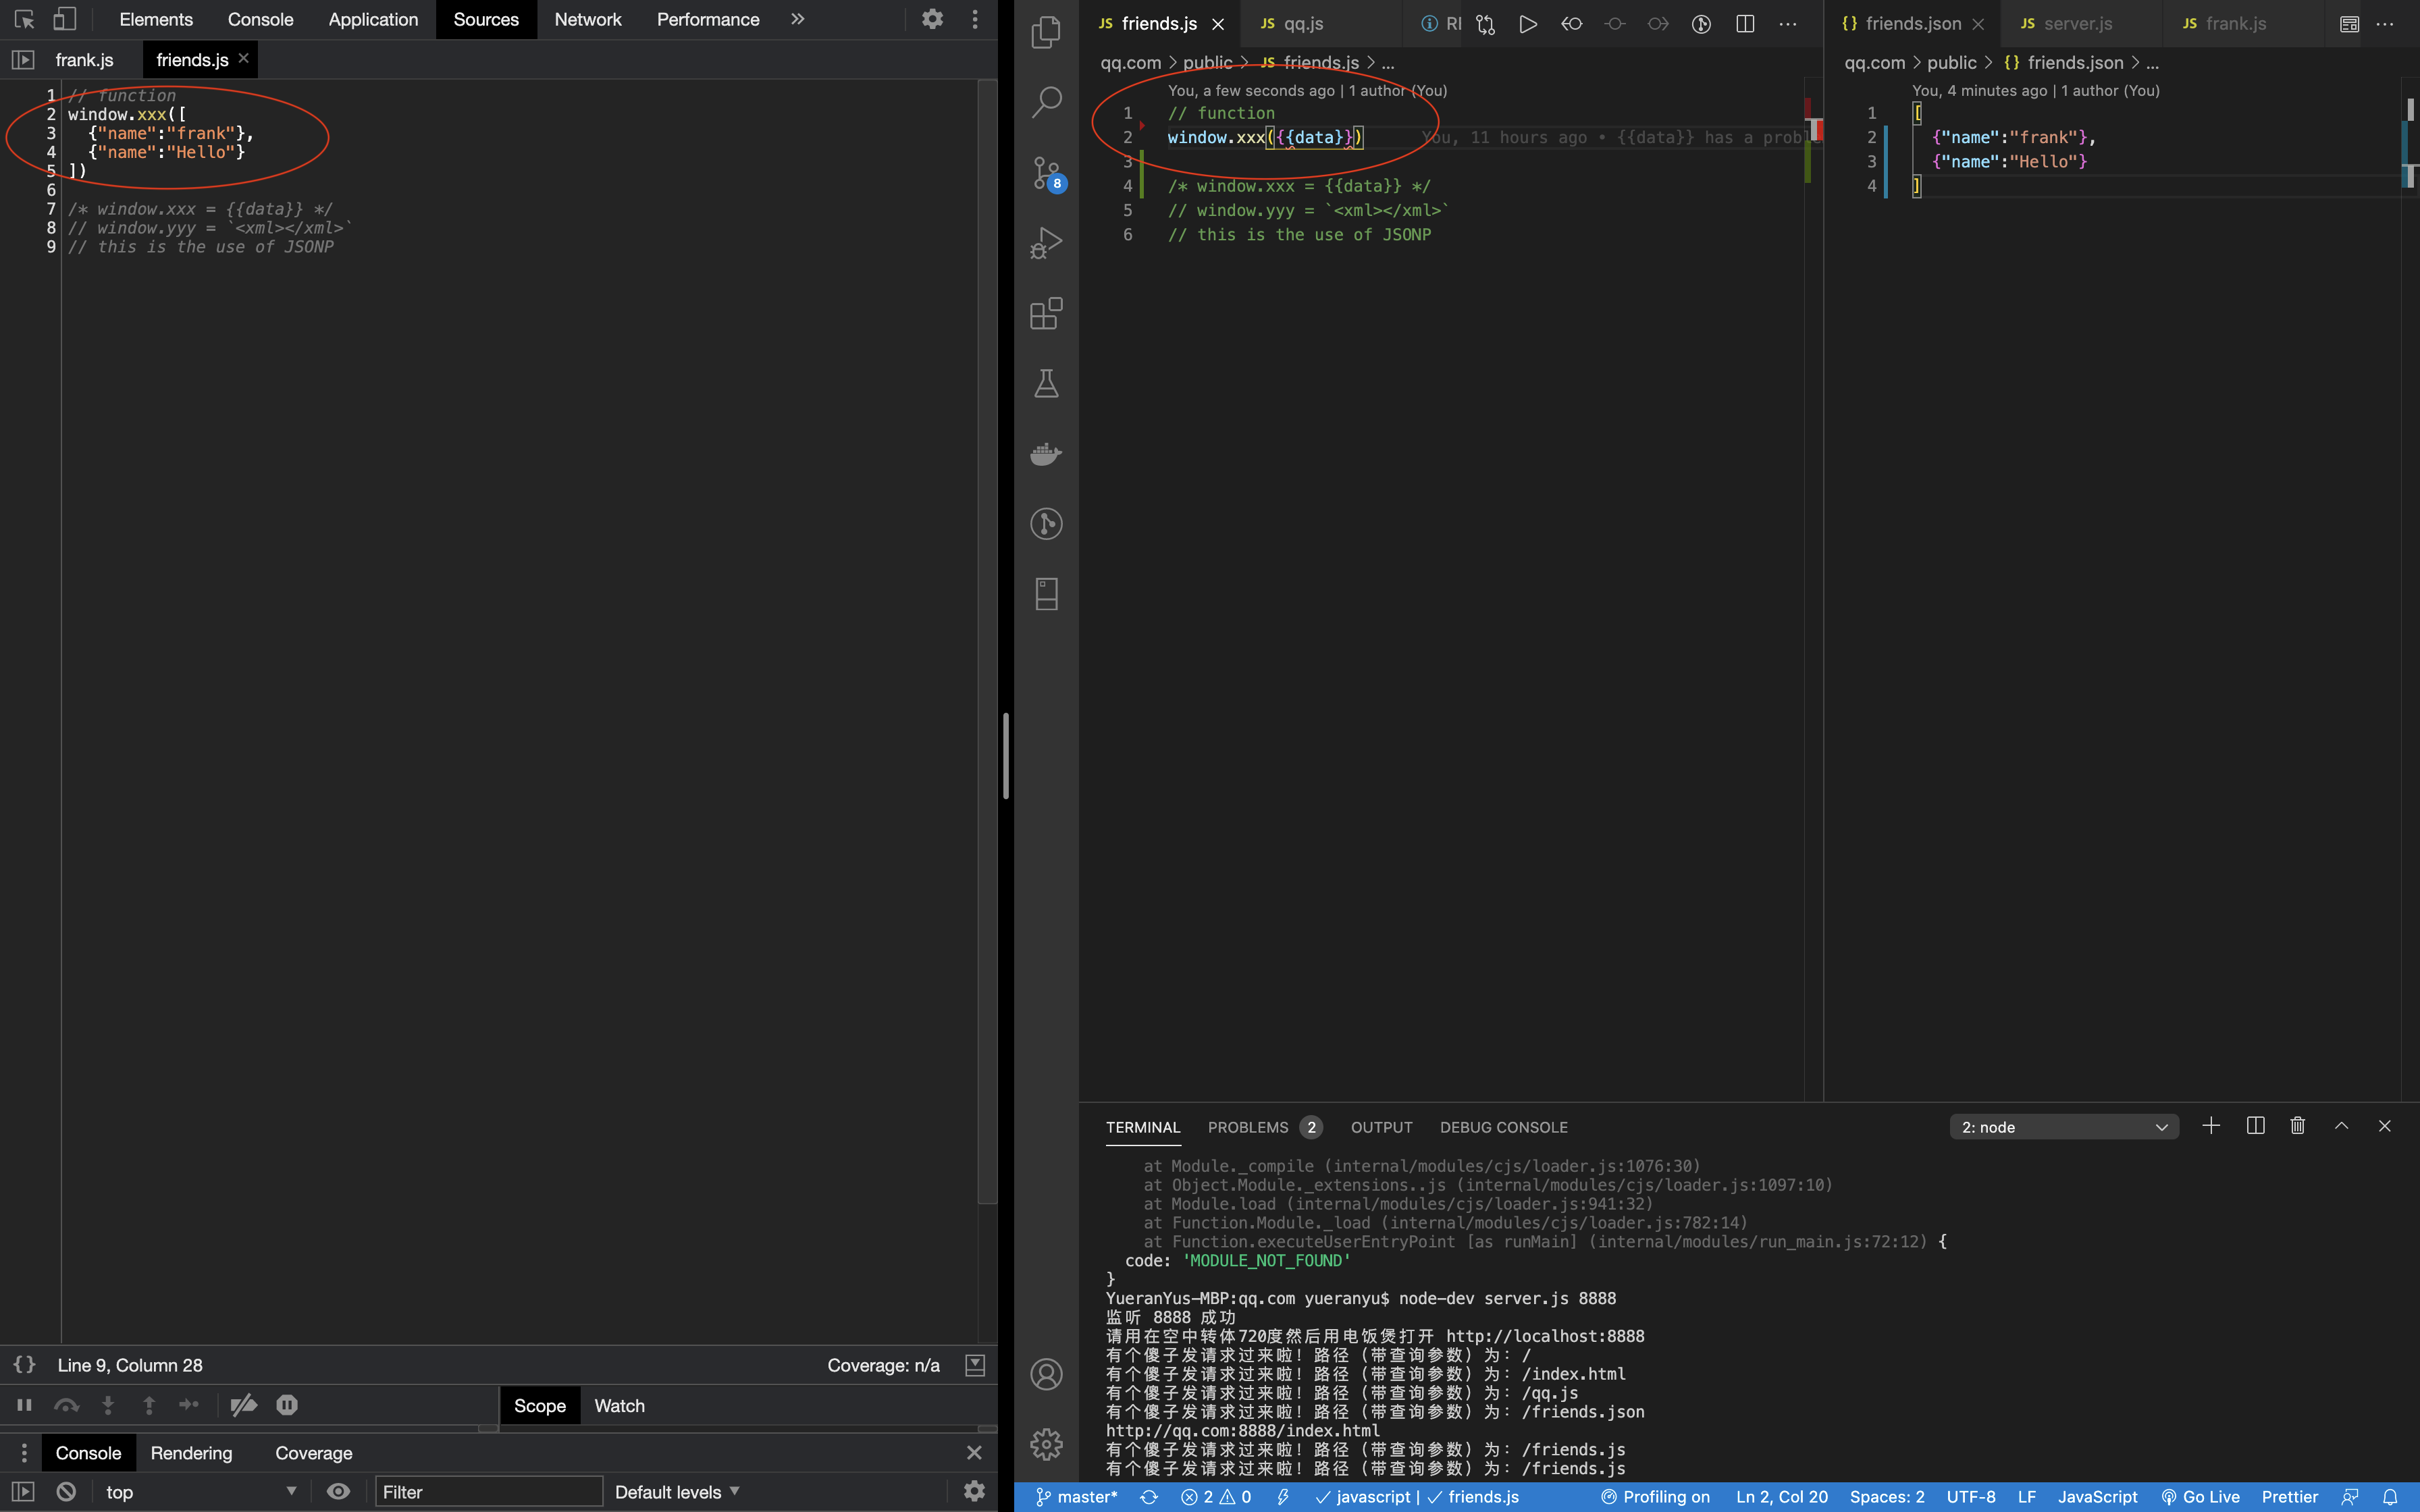 Elements Console Application Sources Network Performance »
frank.js friends.js ×
1 // function
2 window.xxx([
3   {"name":"frank"},
4   {"name":"Hello"}
5 ])
6
7 /* window.xxx = {{data}} */
8 // window.yyy = `<xml></xml>`
9 // this is the use of JSONP
{} Line 9, Column 28 Coverage: n/a
Scope Watch
Console Rendering Coverage
top Filter Default levels
8
JS friends.js JS qq.js
qq.com > public > JS friends.js > ...
You, a few seconds ago | 1 author (You)
1 // function
2 window.xxx({{data}}) You, 11 hours ago • {{data}} has a probl
3
4 /* window.xxx = {{data}} */
5 // window.yyy = `<xml></xml>`
6 // this is the use of JSONP
{} friends.json JS server.js JS frank.js
qq.com > public > {} friends.json > ...
You, 4 minutes ago | 1 author (You)
1 [
2   {"name":"frank"},
3   {"name":"Hello"}
4 ]
TERMINAL PROBLEMS 2 OUTPUT DEBUG CONSOLE 2: node
at Module._compile (internal/modules/cjs/loader.js:1076:30)
at Object.Module._extensions..js (internal/modules/cjs/loader.js:1097:10)
at Module.load (internal/modules/cjs/loader.js:941:32)
at Function.Module._load (internal/modules/cjs/loader.js:782:14)
at Function.executeUserEntryPoint [as runMain] (internal/modules/run_main.js:72:12) {
code: 'MODULE_NOT_FOUND'
}
YueranYus-MBP:qq.com yueranyu$ node-dev server.js 8888
监听 8888 成功
请用在空中转体720度然后用电饭煲打开 http://localhost:8888
有个傻子发请求过来啦！路径（带查询参数）为：/
有个傻子发请求过来啦！路径（带查询参数）为：/index.html
有个傻子发请求过来啦！路径（带查询参数）为：/qq.js
有个傻子发请求过来啦！路径（带查询参数）为：/friends.json
http://qq.com:8888/index.html
有个傻子发请求过来啦！路径（带查询参数）为：/friends.js
有个傻子发请求过来啦！路径（带查询参数）为：/friends.js
master* 2 0 javascript | friends.js Profiling on Ln 2, Col 20 Spaces: 2 UTF-8 LF JavaScript Go Live Prettier